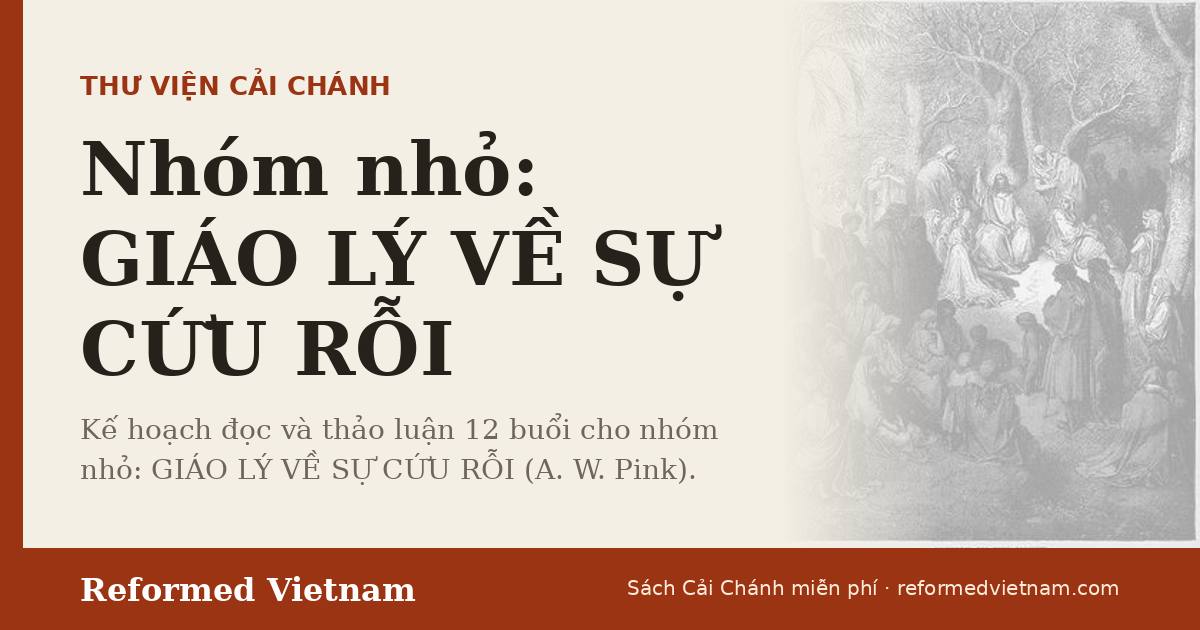 THƯ VIỆN CẢI CHÁNH
Nhóm nhỏ:
GIÁO LÝ VỀ SỰ
CỨU RỖI
Kế hoạch đọc và thảo luận 12 buổi cho nhóm
nhỏ: GIÁO LÝ VỀ SỰ CỨU RỖI (A. W. Pink).
Reformed Vietnam
Sách Cải Chánh miễn phí · reformedvietnam.com